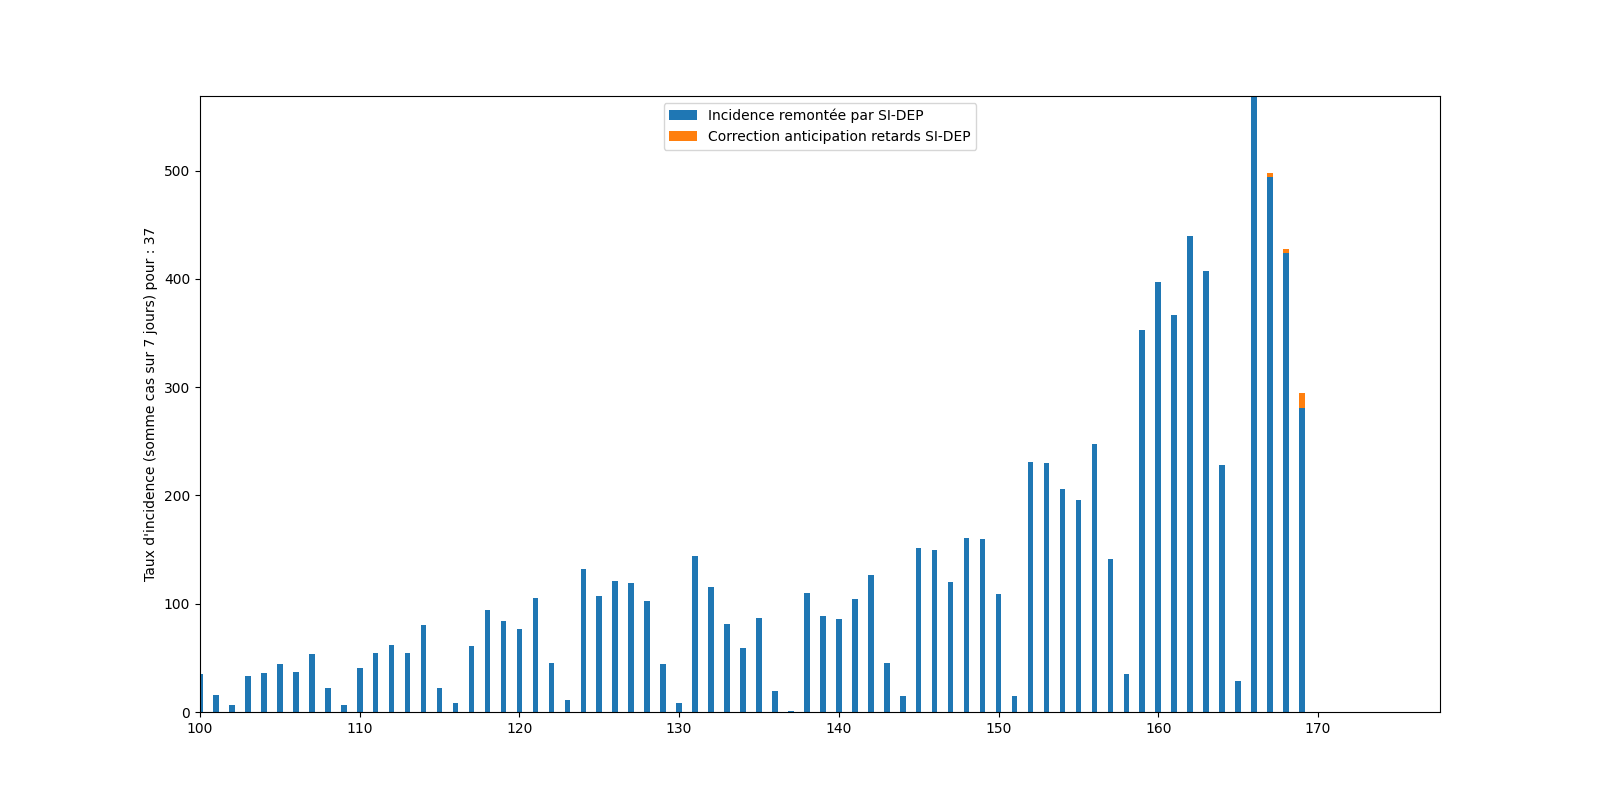 Incidence remontée par SI-DEP
Correction anticipation retards SI-DEP
Taux d'incidence (somme cas sur 7 jours) pour : 37
500
400
300
200
100
0
100 110 120 130 140 150 160 170